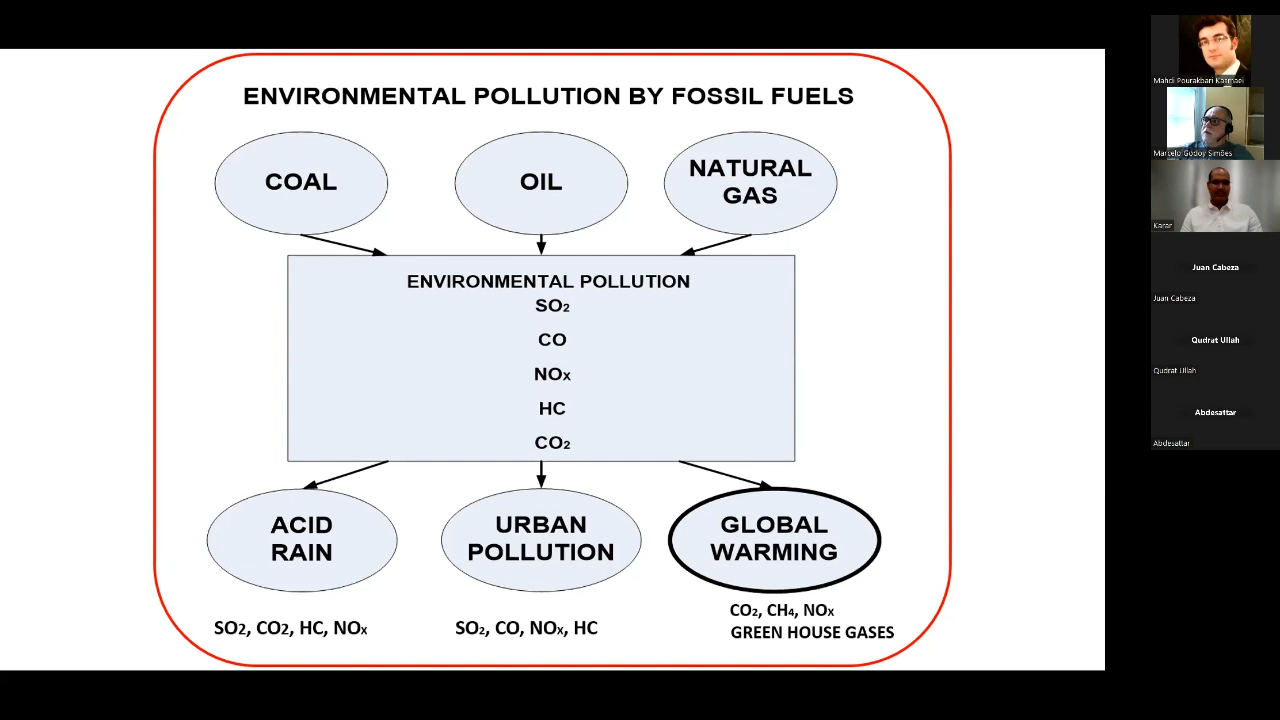 ENVIRONMENTAL POLLUTION BY FOSSIL FUELS
COAL
OIL
NATURAL
GAS
ENVIRONMENTAL POLLUTION
SO₂
CO
NOx
HC
CO₂
ACID
RAIN
URBAN
POLLUTION
GLOBAL
WARMING
SO₂, CO₂, HC, NOx
SO₂, CO, NOx, HC
CO₂, CH₄, NOx
GREEN HOUSE GASES
Mahdi Pourakbari Kasmaei
Marcelo Godoy Simões
Karar
Juan Cabeza
Juan Cabeza
Qudrat Ullah
Qudrat Ullah
Abdesattar
Abdesattar